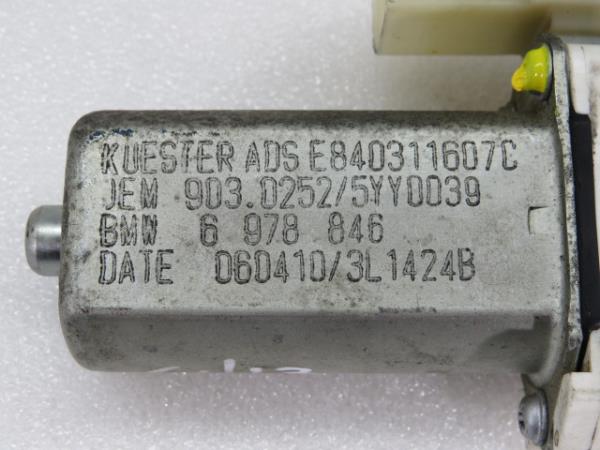 KUESTER ADS E840311607C
JEM 903.0252/5YY0039
BMW 6 978 846
DATE 060410/3L1424B